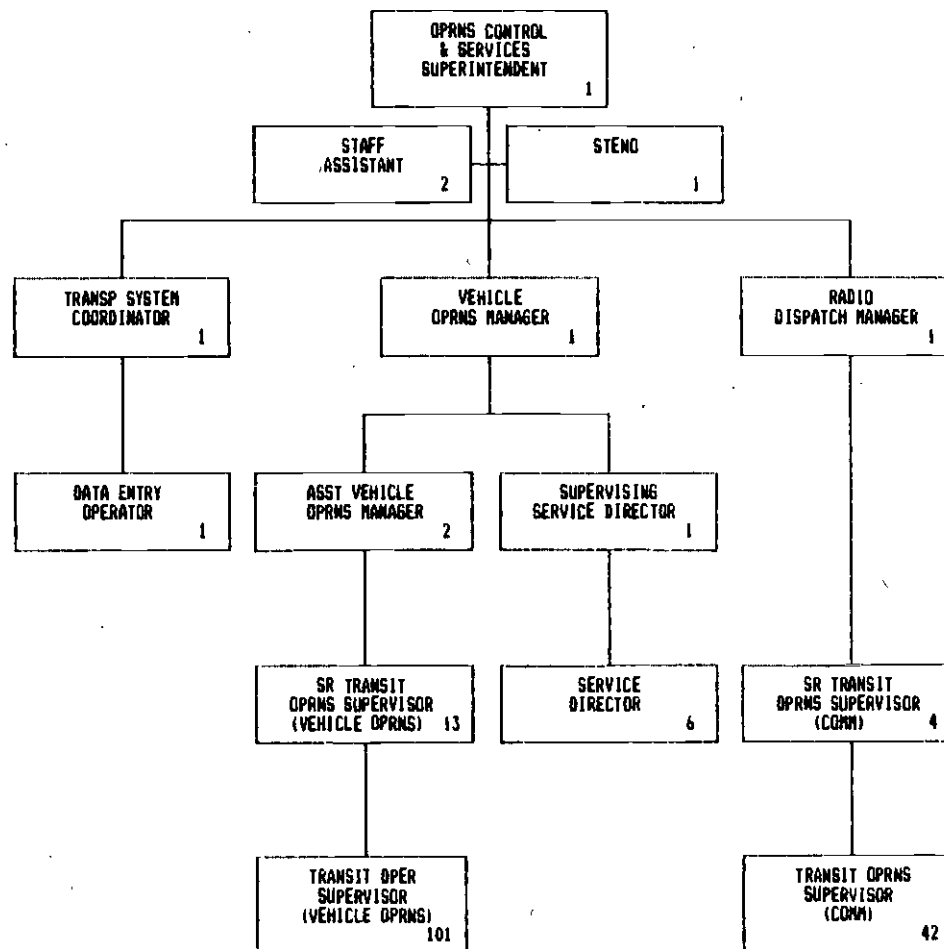 OPRNS CONTROL
& SERVICES
SUPERINTENDENT
1
STAFF
ASSISTANT
2
STENO
1
TRANSP SYSTEM
COORDINATOR
1
VEHICLE
OPRNS MANAGER
1
RADIO
DISPATCH MANAGER
1
DATA ENTRY
OPERATOR
1
ASST VEHICLE
OPRNS MANAGER
2
SUPERVISING
SERVICE DIRECTOR
1
SR TRANSIT
OPRNS SUPERVISOR
(VEHICLE OPRNS) 13
SERVICE
DIRECTOR
6
SR TRANSIT
OPRNS SUPERVISOR
(COMM) 4
TRANSIT OPER
SUPERVISOR
(VEHICLE OPRNS)
101
TRANSIT OPRNS
SUPERVISOR
(COMM)
42